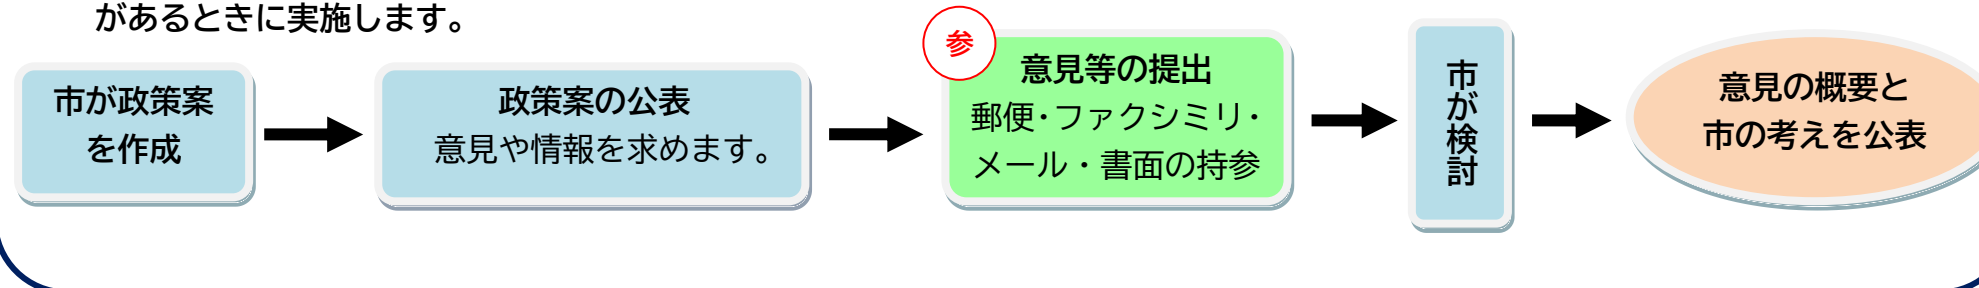 があるときに実施します。
市が政策案
を作成
政策案の公表
意見や情報を求めます。
参
意見等の提出
郵便・ファクシミリ・
メール・書面の持参
市が検討
意見の概要と
市の考えを公表